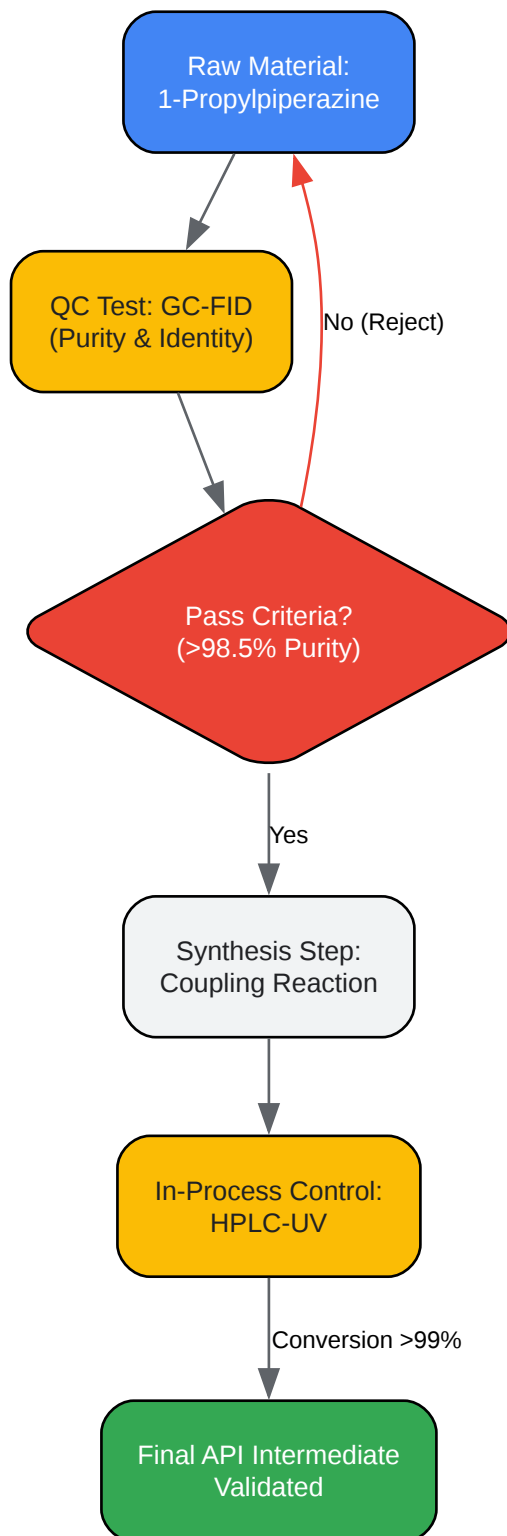 Raw Material:
1-Propylpiperazine
QC Test: GC-FID
(Purity & Identity)
No (Reject)
Pass Criteria?
(>98.5% Purity)
Yes
Synthesis Step:
Coupling Reaction
In-Process Control:
HPLC-UV
Conversion >99%
Final API Intermediate
Validated